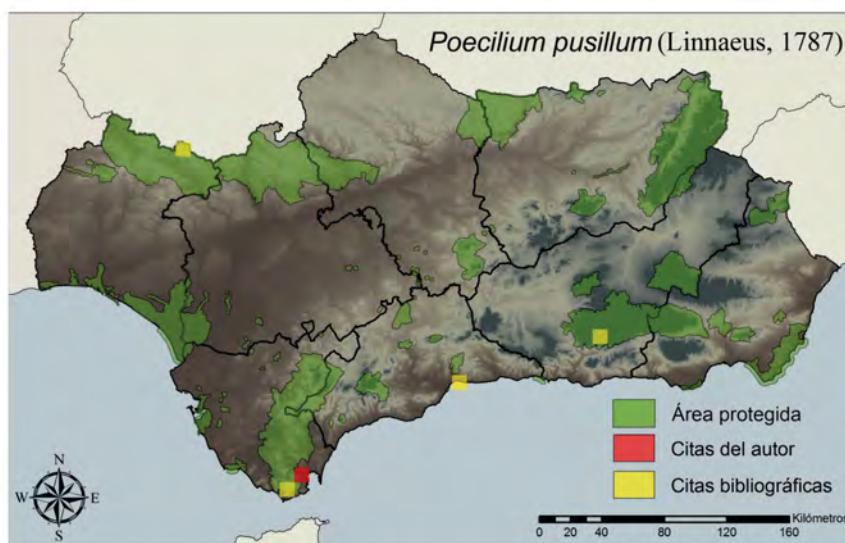 Poecilium pusillum (Linnaeus, 1787)
Área protegida
Citas del autor
Citas bibliográficas
N
W E
S
Kilómetros
0 20 40 80 120 160